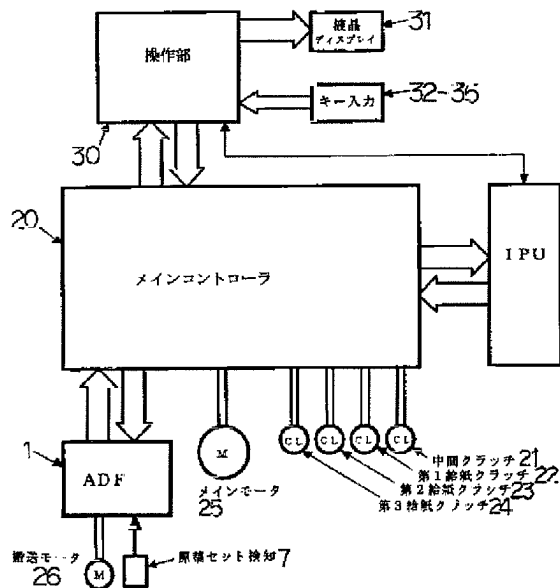 液晶
ディスプレイ
31
操作部
キー入力
32-35
30
20
メインコントローラ
IPU
1
ADF
M
メインモータ
25
CL CL CL CL
中間クラッチ 21
第1給紙クラッチ 22
第2給紙クラッチ 23
第3給紙クラッチ 24
搬送モータ
26
M
原稿セット検知 7